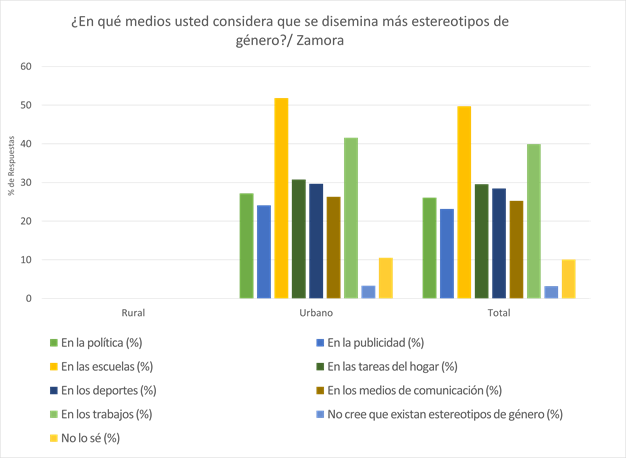 ¿En qué medios usted considera que se disemina más estereotipos de
género?/ Zamora
60
50
40
30
20
10
0
% de Respuestas
Rural
Urbano
Total
En la política (%)
En la publicidad (%)
En las escuelas (%)
En las tareas del hogar (%)
En los deportes (%)
En los medios de comunicación (%)
En los trabajos (%)
No cree que existan estereotipos de género (%)
No lo sé (%)